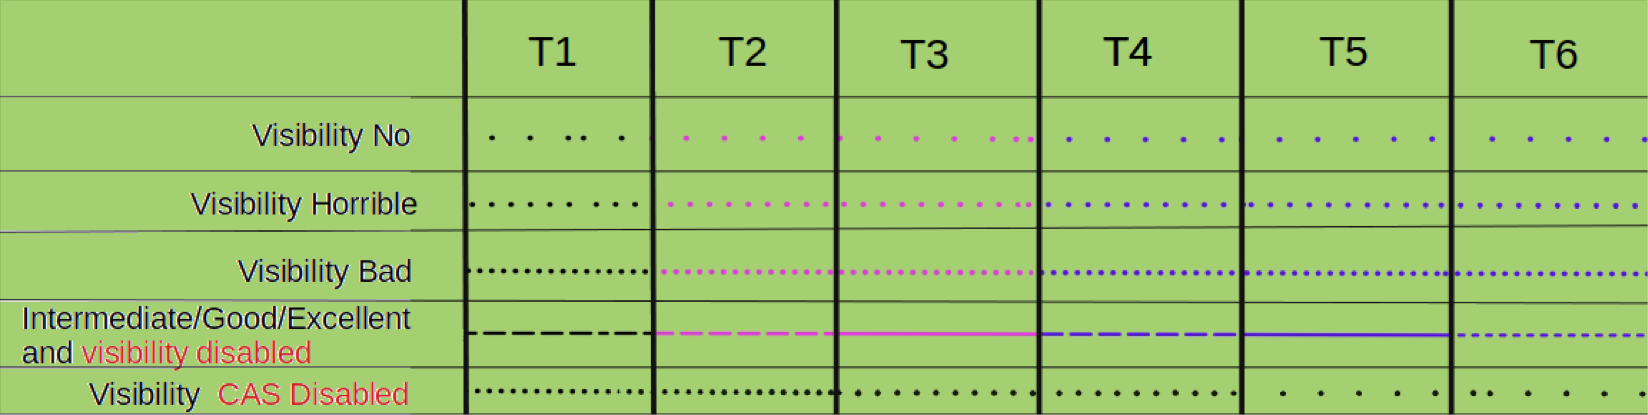 T1 T2 T3 T4 T5 T6
Visibility No
Visibility Horrible
Visibility Bad
Intermediate/Good/Excellent
and visibility disabled
Visibility CAS Disabled